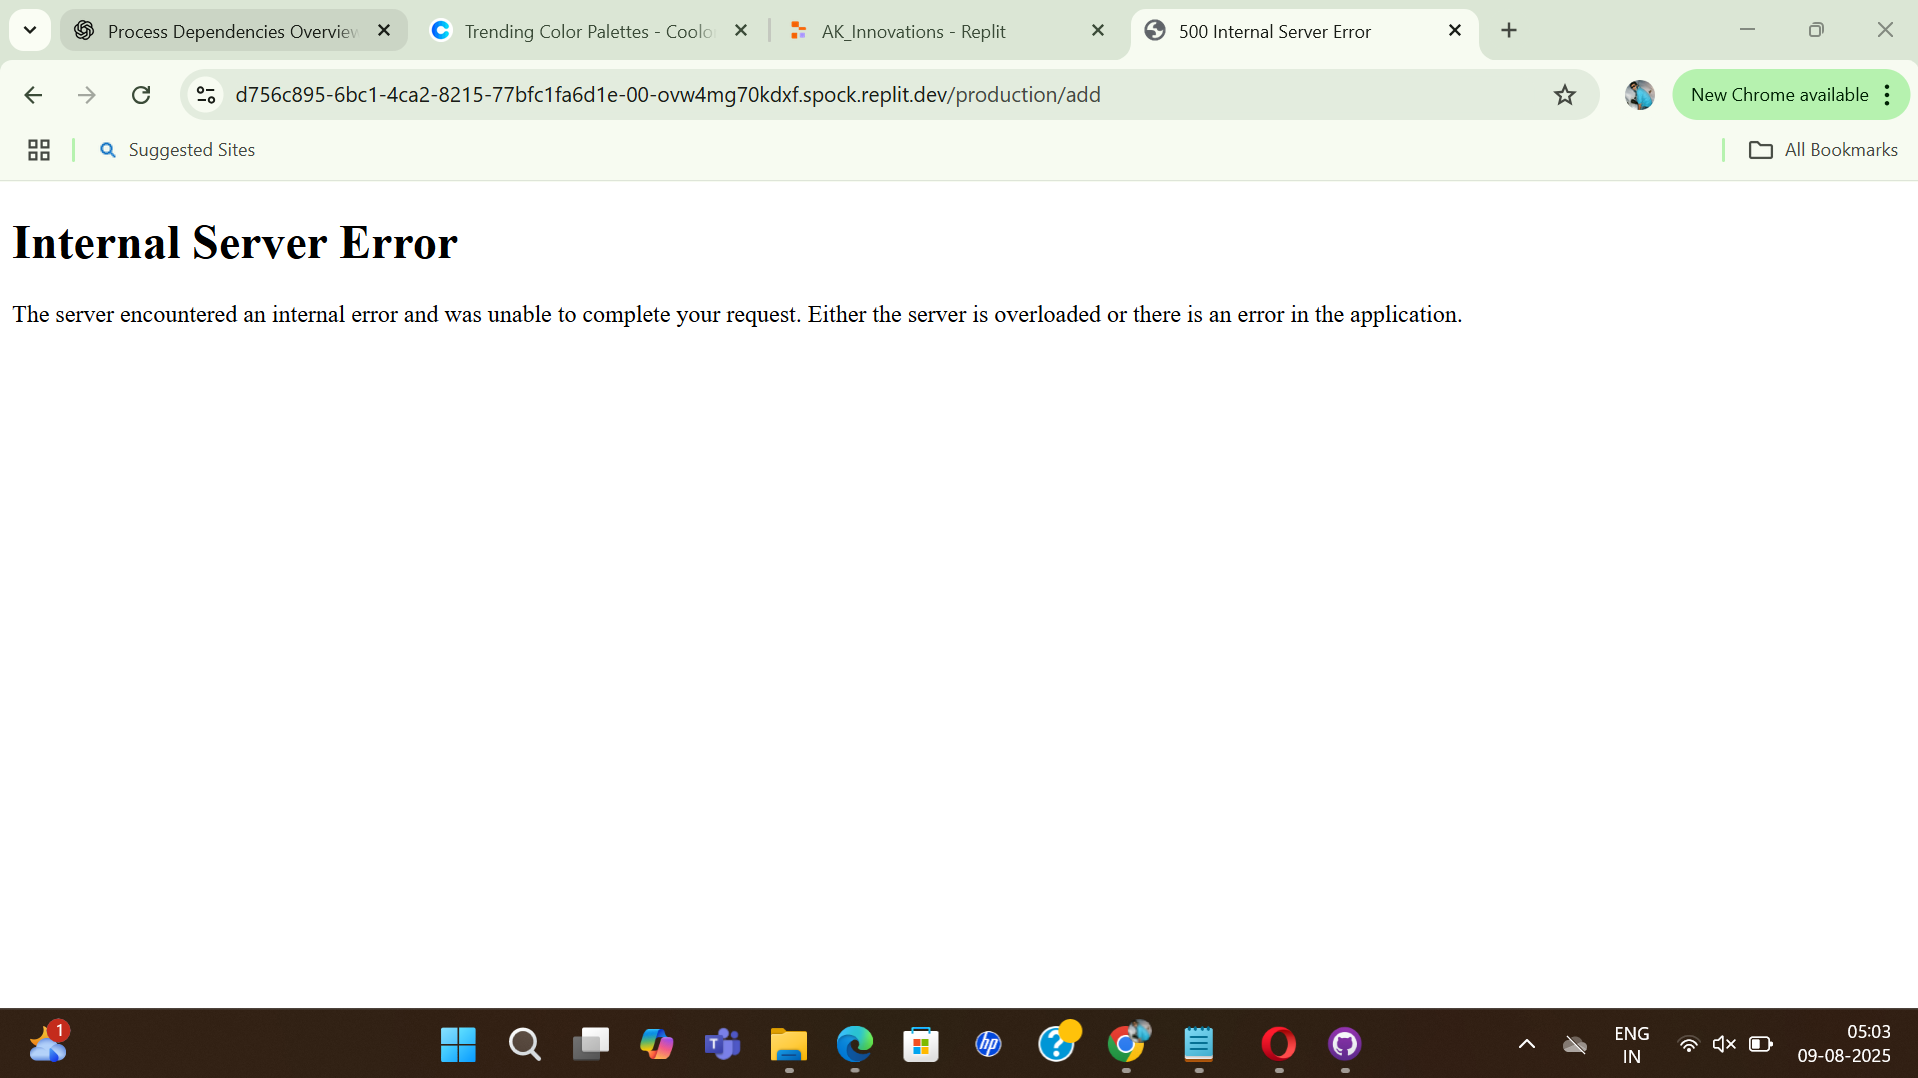 Process Dependencies Overview
Trending Color Palettes - Coolo
AK_Innovations - Replit
500 Internal Server Error
d756c895-6bc1-4ca2-8215-77bfc1fa6d1e-00-ovw4mg70kdxf.spock.replit.dev/production/add
New Chrome available
Suggested Sites
All Bookmarks
Internal Server Error
The server encountered an internal error and was unable to complete your request. Either the server is overloaded or there is an error in the application.
1
T
hp
?
ENG
IN
05:03
09-08-2025